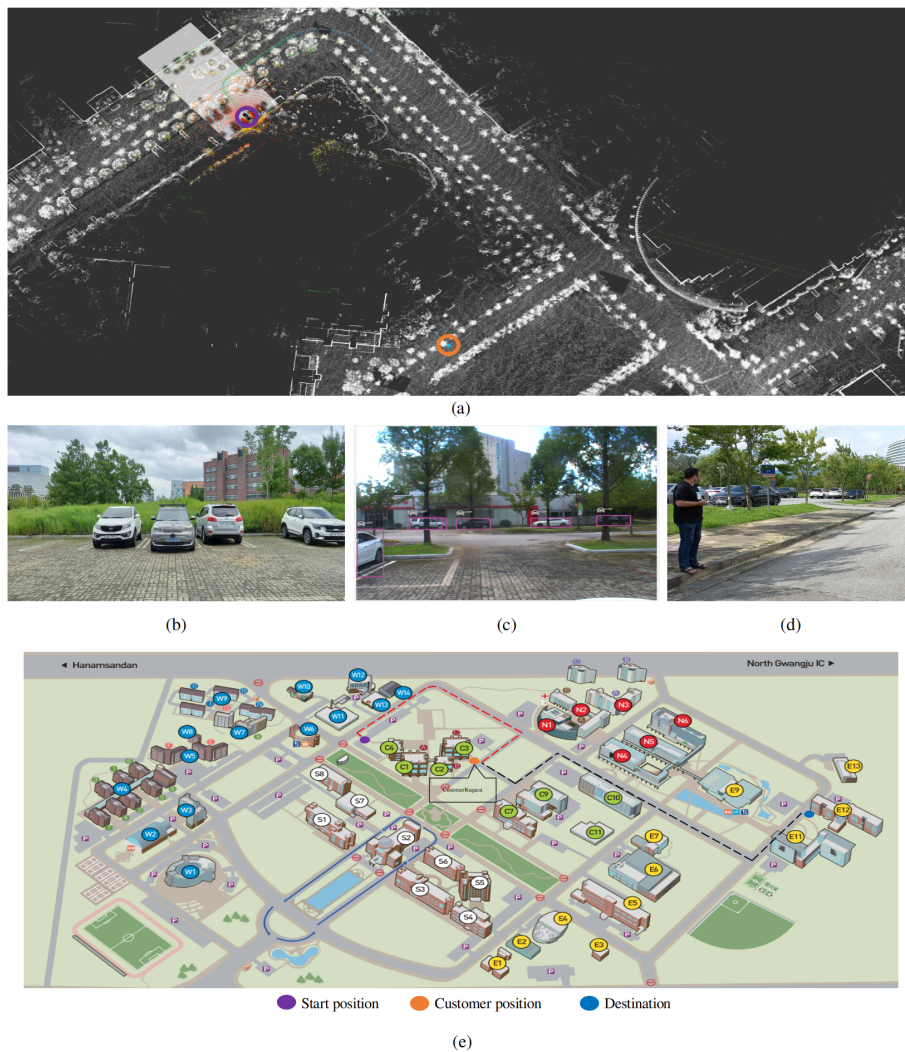 (a)
(b)
(c)
(d)
◄ Hanamsandan
North Gwangju IC ►
W12
W14
W13
W10
W11
W9
W7
W6
W8
W5
W4
W3
W2
W1
N1
N2
N3
N4
N5
N6
C4
C3
C1
C2
Customer Request
C7
C9
C10
C11
S8
S7
S1
S2
S6
S3
S5
S4
E9
E13
E12
E11
E7
E6
E5
E4
E3
E2
E1
Start position
Customer position
Destination
(e)